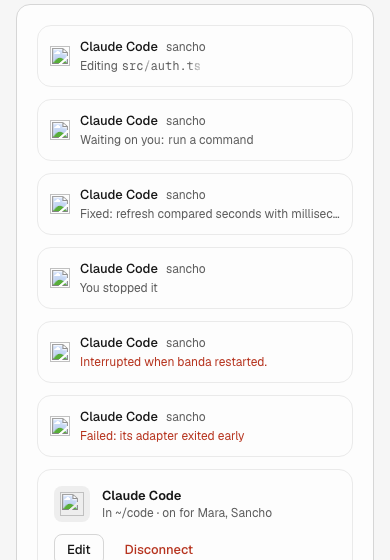 Claude Code sancho
Editing src/auth.ts
Claude Code sancho
Waiting on you: run a command
Claude Code sancho
Fixed: refresh compared seconds with millisec…
Claude Code sancho
You stopped it
Claude Code sancho
Interrupted when banda restarted.
Claude Code sancho
Failed: its adapter exited early
Claude Code
In ~/code · on for Mara, Sancho
Edit Disconnect